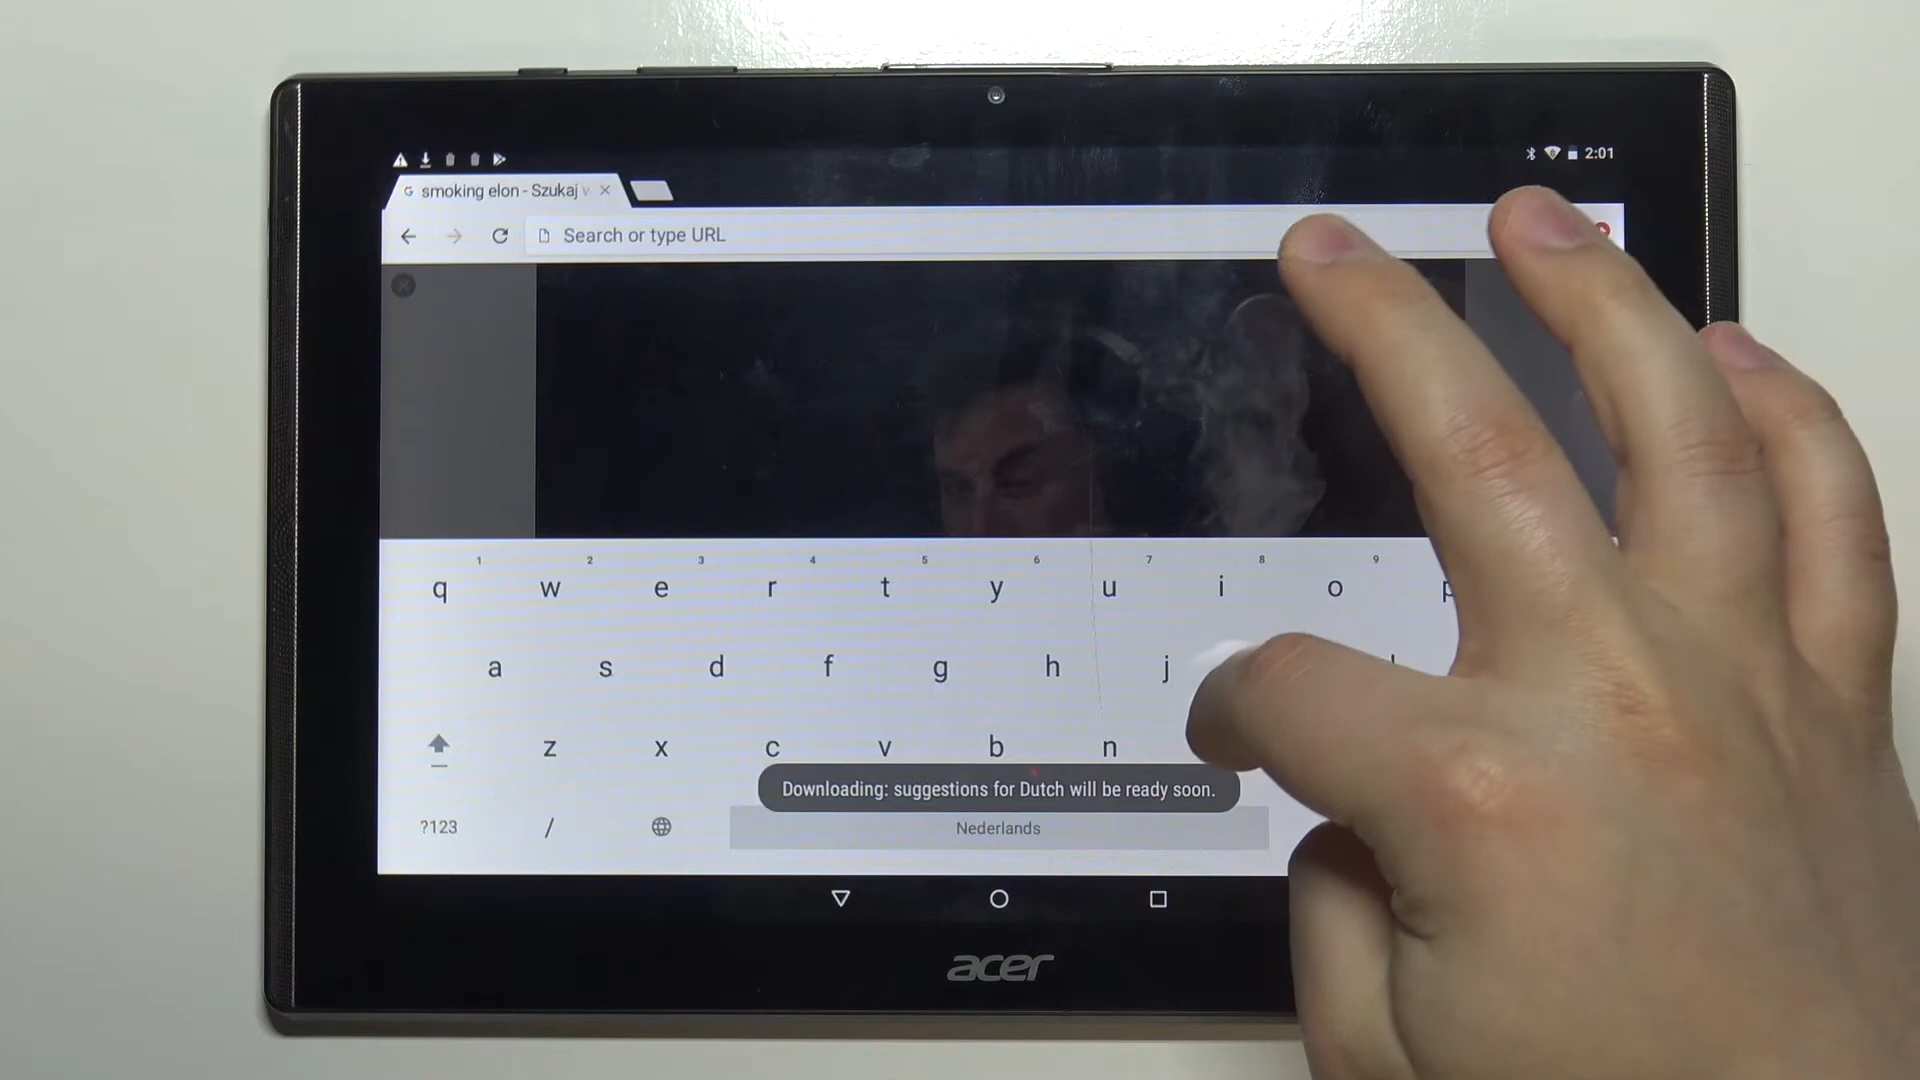 2:01
G smoking elon - Szukaj
Search or type URL
1 2 3 4 5 6 7 8 9
q w e r t y u i o p
a s d f g h j
z x c v b n
Downloading: suggestions for Dutch will be ready soon.
?123 /
Nederlands
acer